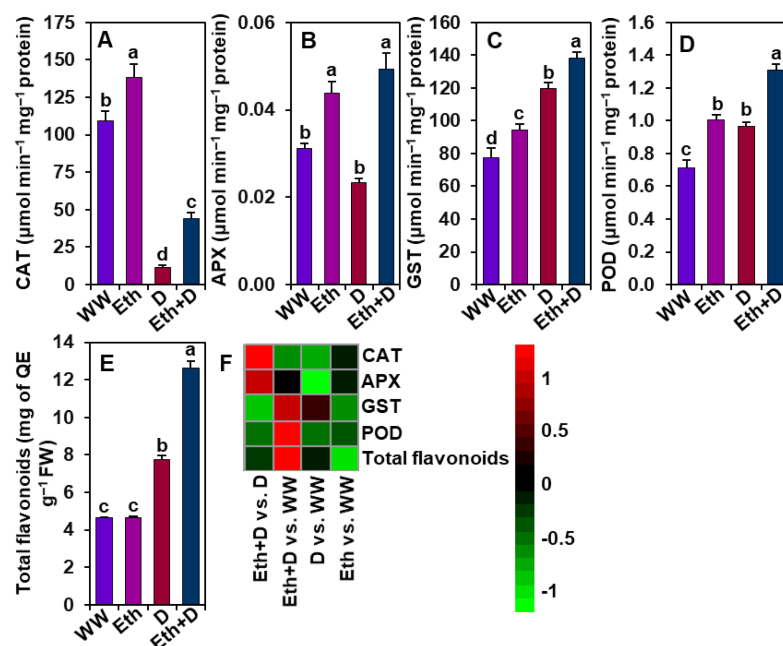 A
CAT (µmol min⁻¹ mg⁻¹ protein)
175
150
125
100
75
50
25
0
b
a
d
c
WW
Eth
D
Eth+D
B
APX (µmol min⁻¹ mg⁻¹ protein)
0.06
0.04
0.02
0.00
b
a
b
a
WW
Eth
D
Eth+D
C
GST (µmol min⁻¹ mg⁻¹ protein)
160
140
120
100
80
60
40
20
0
d
c
b
a
WW
Eth
D
Eth+D
D
POD (µmol min⁻¹ mg⁻¹ protein)
1.6
1.4
1.2
1.0
0.8
0.6
0.4
0.2
0.0
c
b
b
a
WW
Eth
D
Eth+D
E
Total flavonoids (mg of QE
g⁻¹ FW)
14
12
10
8
6
4
2
0
c
c
b
a
WW
Eth
D
Eth+D
F
CAT
APX
GST
POD
Total flavonoids
Eth+D vs. D
Eth+D vs. WW
D vs. WW
Eth vs. WW
1
0.5
0
-0.5
-1